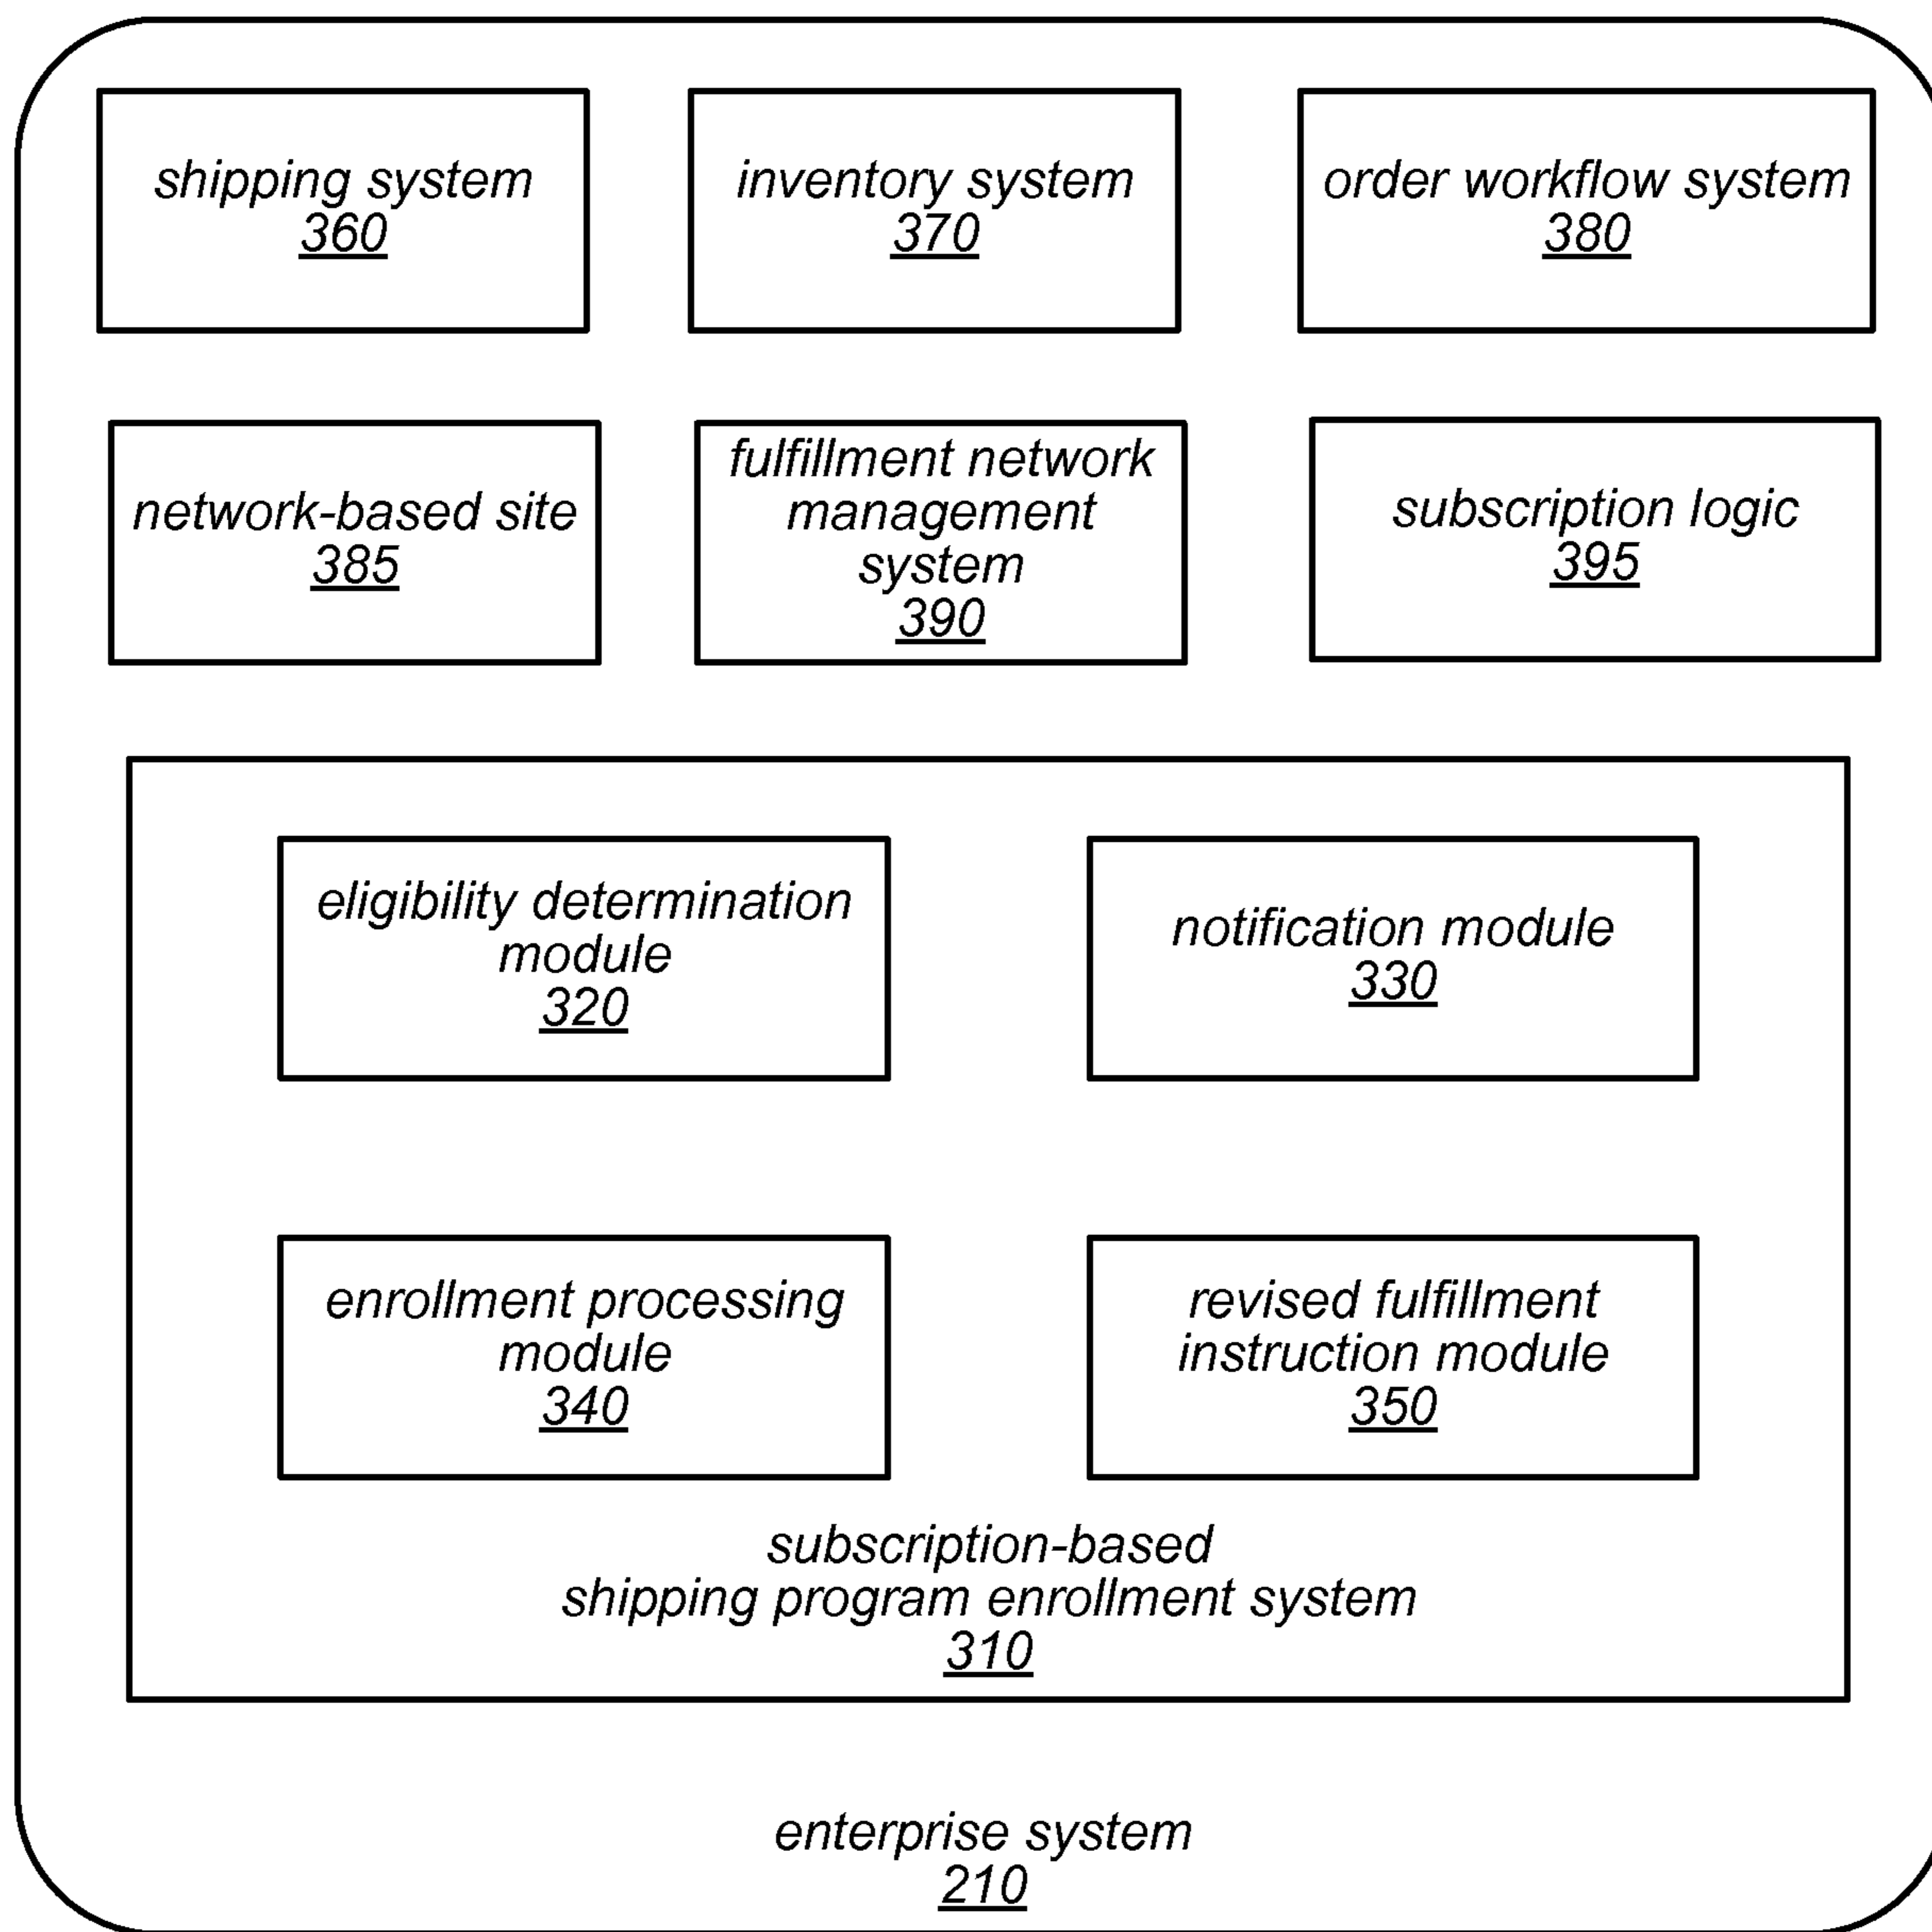 shipping system
360
inventory system
370
order workflow system
380
network-based site
385
fulfillment network
management
system
390
subscription logic
395
eligibility determination
module
320
notification module
330
enrollment processing
module
340
revised fulfillment
instruction module
350
subscription-based
shipping program enrollment system
310
enterprise system
210